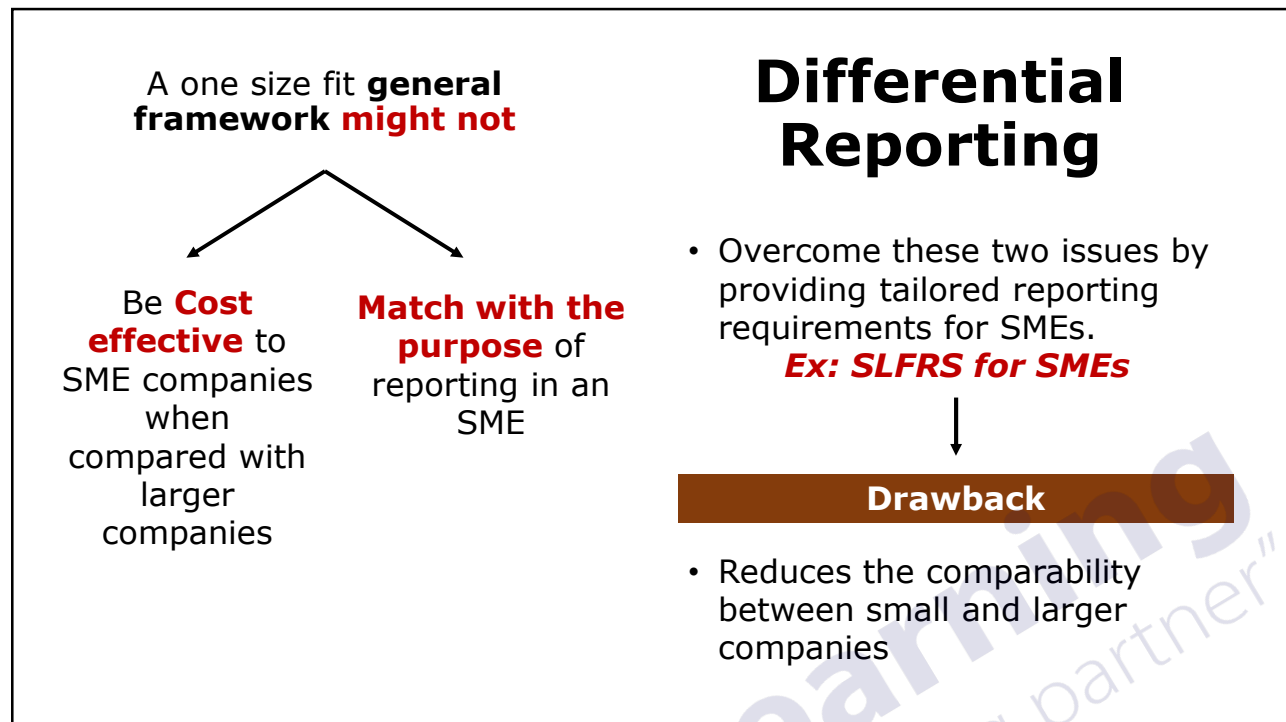 A one size fit general
framework might not
Be Cost
effective to
SME companies
when
compared with
larger
companies
Match with the
purpose of
reporting in an
SME
Differential
Reporting
• Overcome these two issues by
providing tailored reporting
requirements for SMEs.
Ex: SLFRS for SMEs
Drawback
• Reduces the comparability
between small and larger
companies
partner"